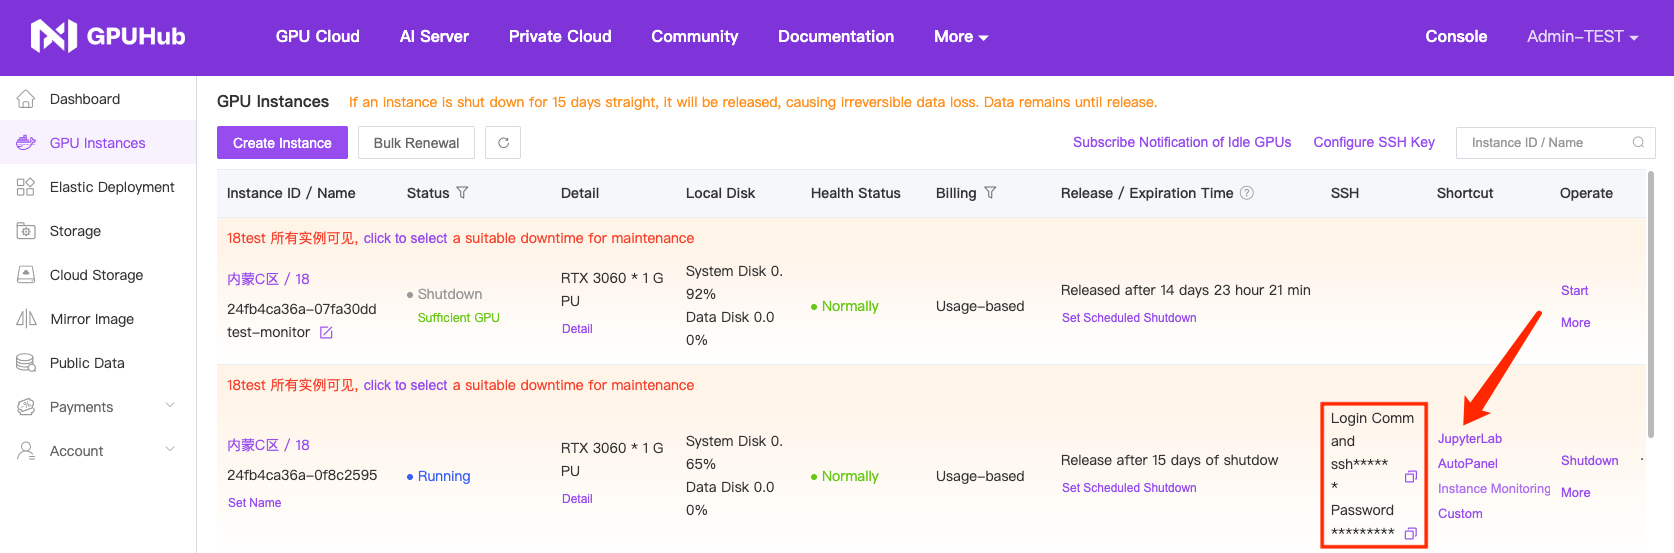 GPUHub GPU Cloud AI Server Private Cloud Community Documentation More Console Admin-TEST
Dashboard
GPU Instances
Elastic Deployment
Storage
Cloud Storage
Mirror Image
Public Data
Payments
Account
GPU Instances If an instance is shut down for 15 days straight, it will be released, causing irreversible data loss. Data remains until release.
Create Instance Bulk Renewal Subscribe Notification of Idle GPUs Configure SSH Key Instance ID / Name
Instance ID / Name Status Detail Local Disk Health Status Billing Release / Expiration Time ? SSH Shortcut Operate
18test 所有实例可见, click to select a suitable downtime for maintenance
内蒙C区 / 18
24fb4ca36a-07fa30dd
test-monitor
Shutdown
Sufficient GPU
RTX 3060 * 1 G
PU
Detail
System Disk 0.
92%
Data Disk 0.0
0%
Normally
Usage-based
Released after 14 days 23 hour 21 min
Set Scheduled Shutdown
Start
More
18test 所有实例可见, click to select a suitable downtime for maintenance
内蒙C区 / 18
24fb4ca36a-0f8c2595
Set Name
Running
RTX 3060 * 1 G
PU
Detail
System Disk 0.
65%
Data Disk 0.0
0%
Normally
Usage-based
Release after 15 days of shutdow
Set Scheduled Shutdown
Login Comm
and
ssh*****
*
Password
*********
JupyterLab
AutoPanel
Instance Monitoring
Custom
Shutdown
More